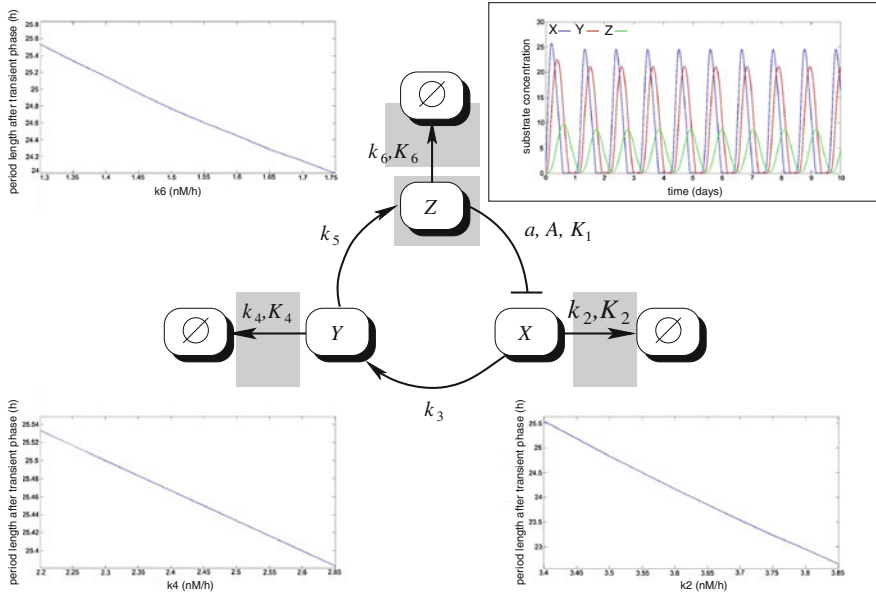 period length after transient phase (h)
25.8
25.6
25.4
25.2
25
24.8
24.6
24.4
24.2
24
1.3 1.35 1.4 1.45 1.5 1.55 1.6 1.65 1.7 1.75
k6 (nM/h)
substrate concentration
X Y Z
30
25
20
15
10
5
0
0 1 2 3 4 5 6 7 8 9 10
time (days)
∅
k6,K6
Z
k5
a, A, K1
∅
k4,K4
Y
X
k2,K2
∅
k3
period length after transient phase (h)
25.54
25.52
25.5
25.48
25.46
25.44
25.42
25.4
2.2 2.25 2.3 2.35 2.4 2.45 2.5 2.55 2.6 2.65
k4 (nM/h)
period length after transient phase (h)
25.5
25
24.5
24
23.5
23
3.4 3.45 3.5 3.55 3.6 3.65 3.7 3.75 3.8 3.85
k2 (nM/h)